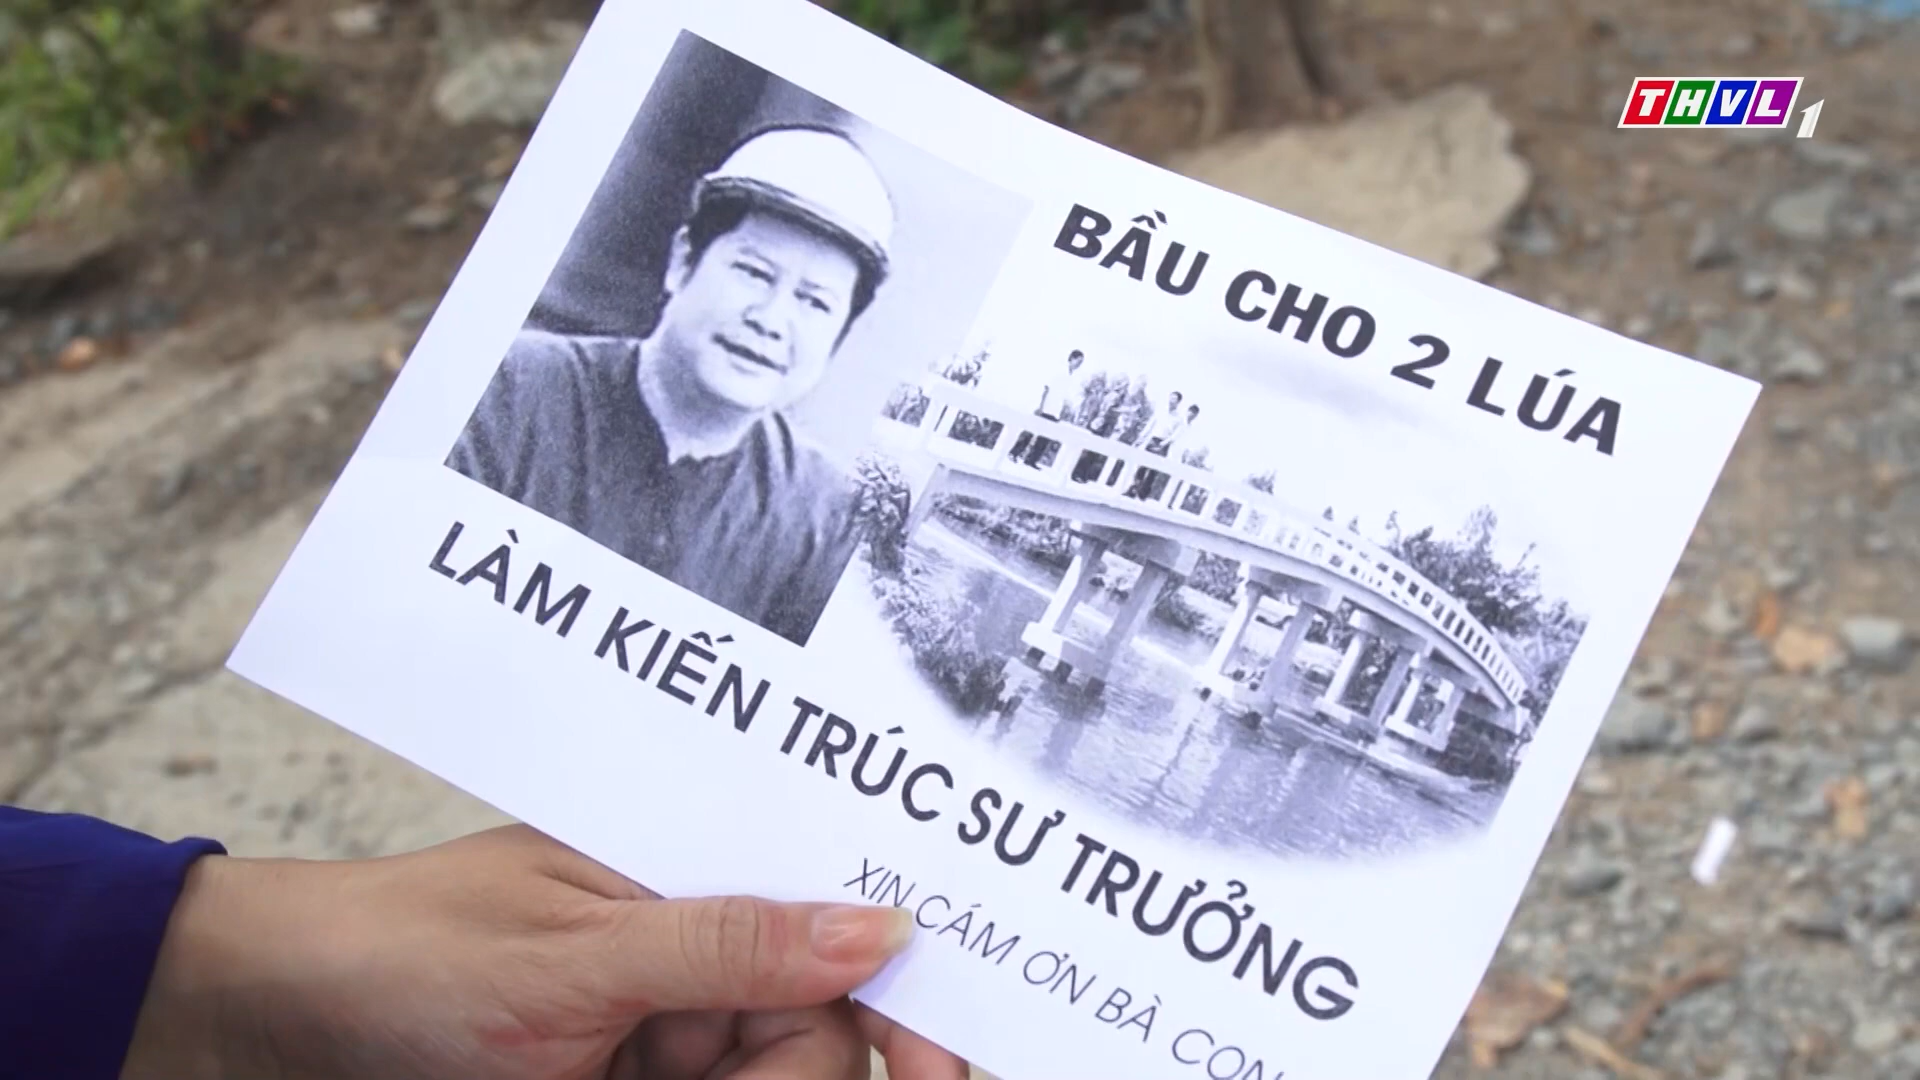 THVL1
BẦU CHO 2 LÚA
LÀM KIẾN TRÚC SƯ TRƯỞNG
XIN CÁM ƠN BÀ CON